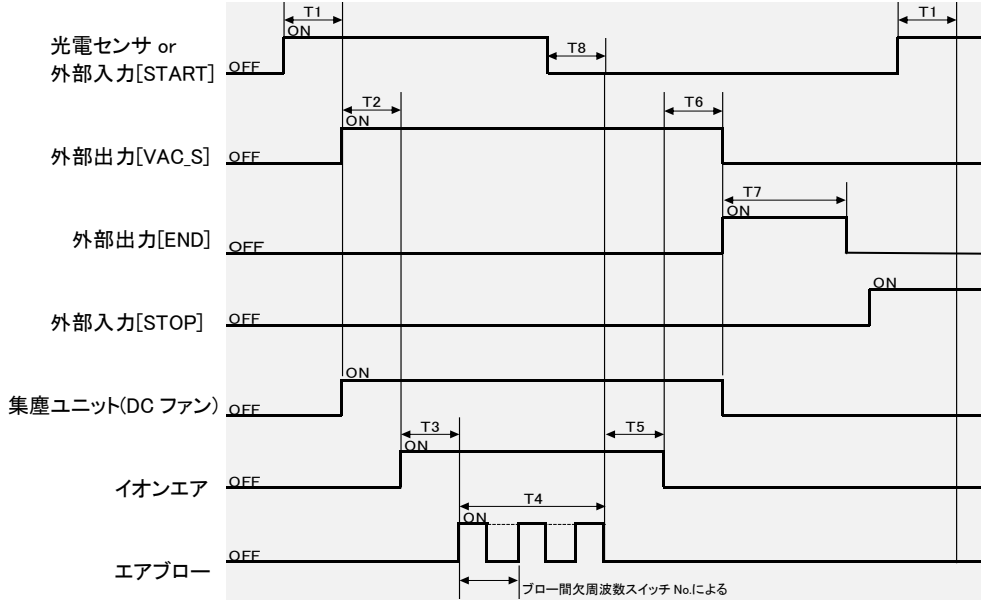 T1
T1
光電センサ or
外部入力[START]
OFF
ON
T8
T2
T6
外部出力[VAC_S]
OFF
ON
T7
外部出力[END]
OFF
ON
外部入力[STOP]
OFF
ON
集塵ユニット(DC ファン)
OFF
ON
T3
T5
イオンエア
OFF
ON
T4
エアブロー
OFF
ON
ブロー間欠周波数スイッチ No.による